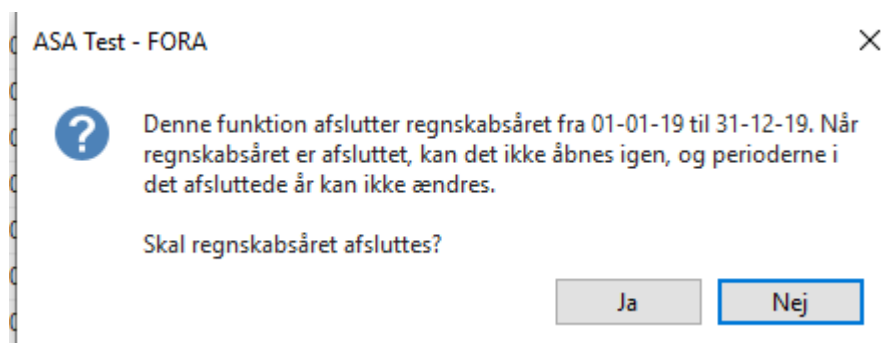 ASA Test - FORA
Denne funktion afslutter regnskabsåret fra 01-01-19 til 31-12-19. Når
regnskabsåret er afsluttet, kan det ikke åbnes igen, og perioderne i
det afsluttede år kan ikke ændres.
Skal regnskabsåret afsluttes?
Ja
Nej